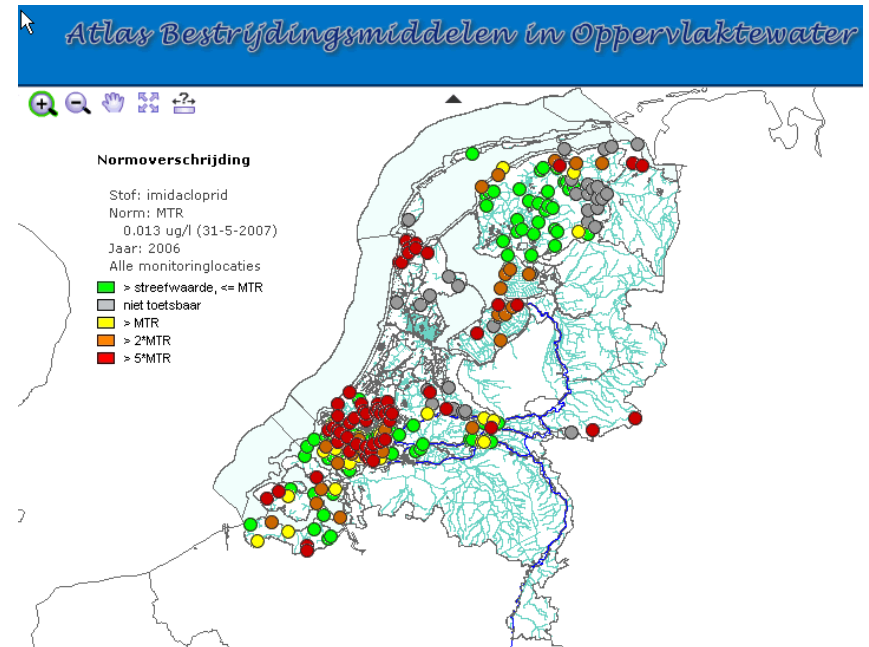 Atlas Bestrijdingsmiddelen in Oppervlaktewater
Normoverschrijding
Stof: imidacloprid
Norm: MTR
0.013 ug/l (31-5-2007)
Jaar: 2006
Alle monitoringlocaties
> streefwaarde, <= MTR
niet toetsbaar
> MTR
> 2*MTR
> 5*MTR